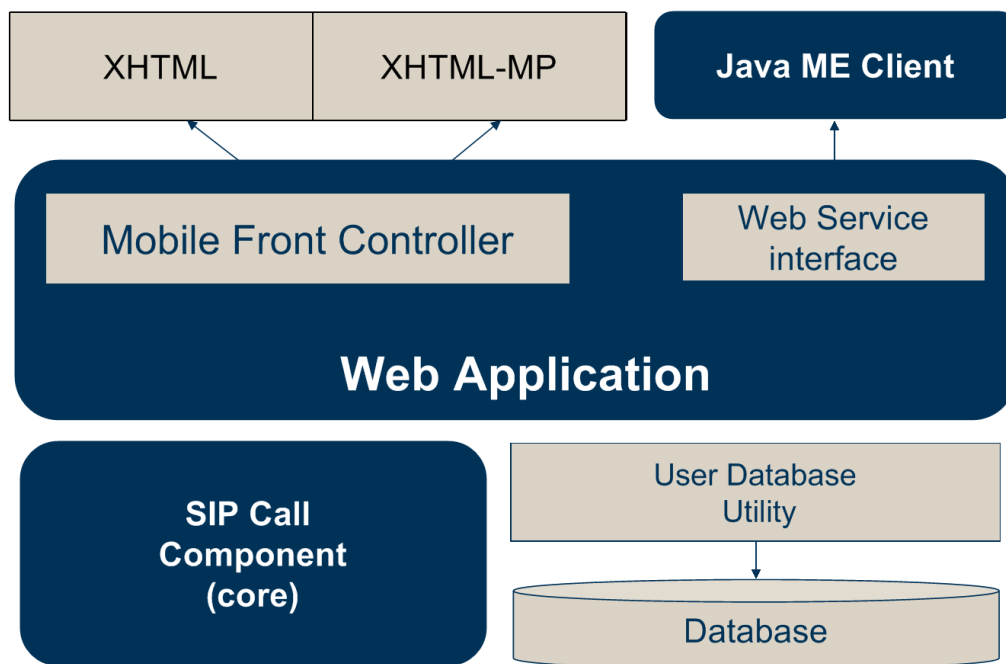 XHTML
XHTML-MP
Java ME Client
Mobile Front Controller
Web Service
interface
Web Application
SIP Call
Component
(core)
User Database
Utility
Database